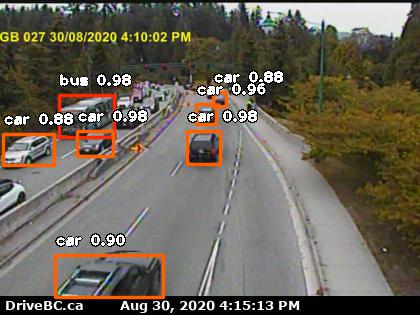 GB 027 30/08/2020 4:10:02 PM
bus 0.98
car 0.88
car 0.96
car 0.88
car 0.98
car 0.98
car 0.90
DriveBC.ca
Aug 30, 2020 4:15:13 PM